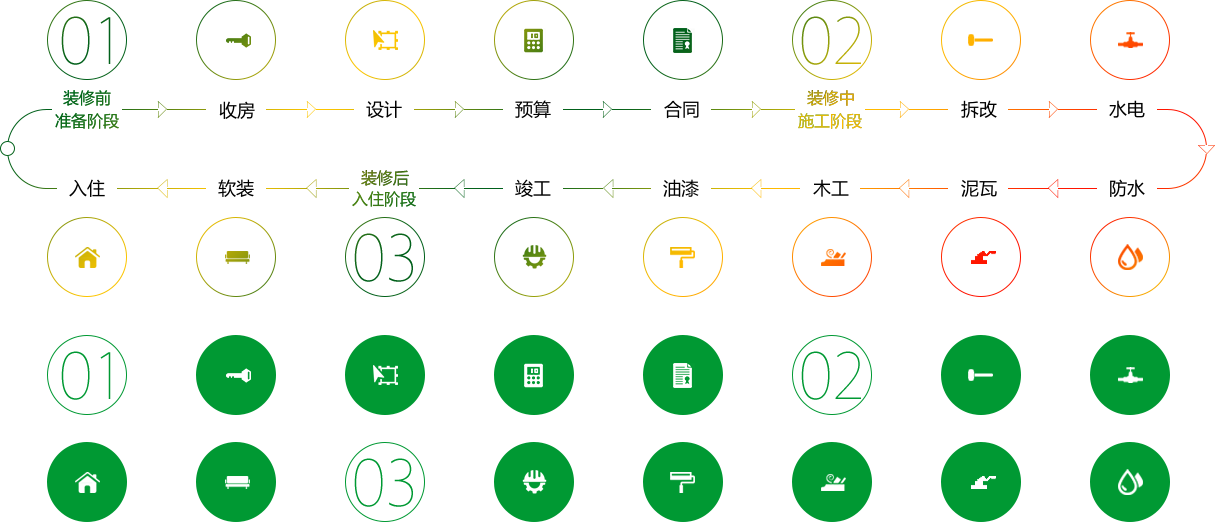 01
02
装修前
准备阶段
收房
设计
预算
合同
装修中
施工阶段
拆改
水电
入住
软装
装修后
入住阶段
竣工
油漆
木工
泥瓦
防水
03
01
02
03